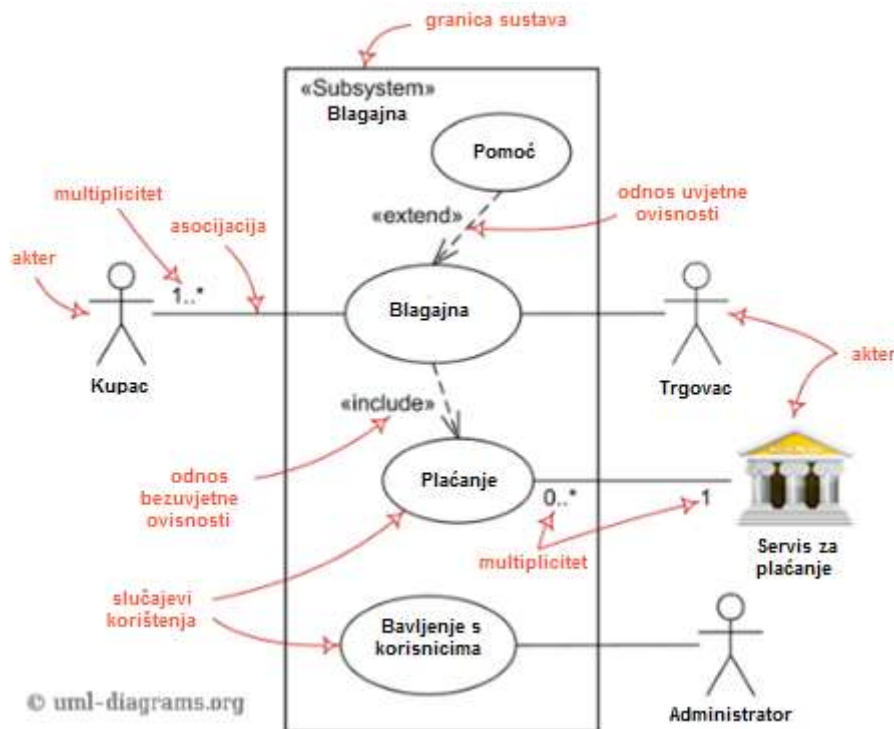 granica sustava
«Subsystem»
Blagajna
Pomoć
multiplicitet
odnos uvjetne
ovisnosti
«extend»
asocijacija
akter
1..*
Blagajna
Kupac
Trgovac
akter
«include»
odnos
bezuvjetne
ovisnosti
Plaćanje
0..*
1
multiplicitet
Servis za
plaćanje
slučajevi
korištenja
Bavljenje s
korisnicima
Administrator
© uml-diagrams.org